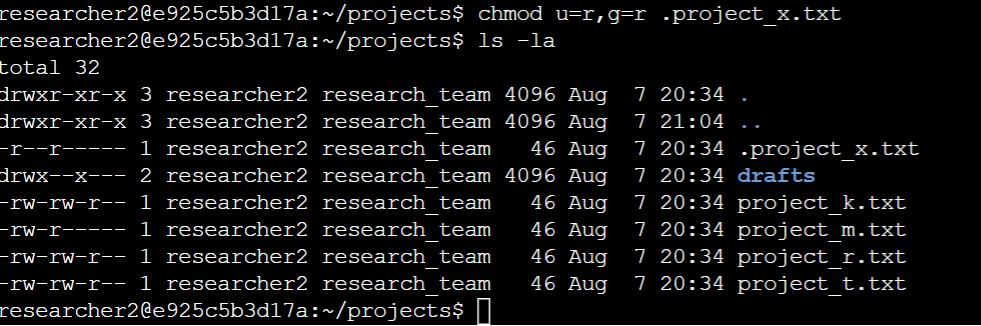 researcher2@e925c5b3d17a:~/projects$ chmod u=r,g=r .project_x.txt
researcher2@e925c5b3d17a:~/projects$ ls -la
total 32
drwxr-xr-x 3 researcher2 research_team 4096 Aug  7 20:34 .
drwxr-xr-x 3 researcher2 research_team 4096 Aug  7 21:04 ..
-r--r----- 1 researcher2 research_team   46 Aug  7 20:34 .project_x.txt
drwx--x--- 2 researcher2 research_team 4096 Aug  7 20:34 drafts
-rw-rw-r-- 1 researcher2 research_team   46 Aug  7 20:34 project_k.txt
-rw-r----- 1 researcher2 research_team   46 Aug  7 20:34 project_m.txt
-rw-rw-r-- 1 researcher2 research_team   46 Aug  7 20:34 project_r.txt
-rw-rw-r-- 1 researcher2 research_team   46 Aug  7 20:34 project_t.txt
researcher2@e925c5b3d17a:~/projects$